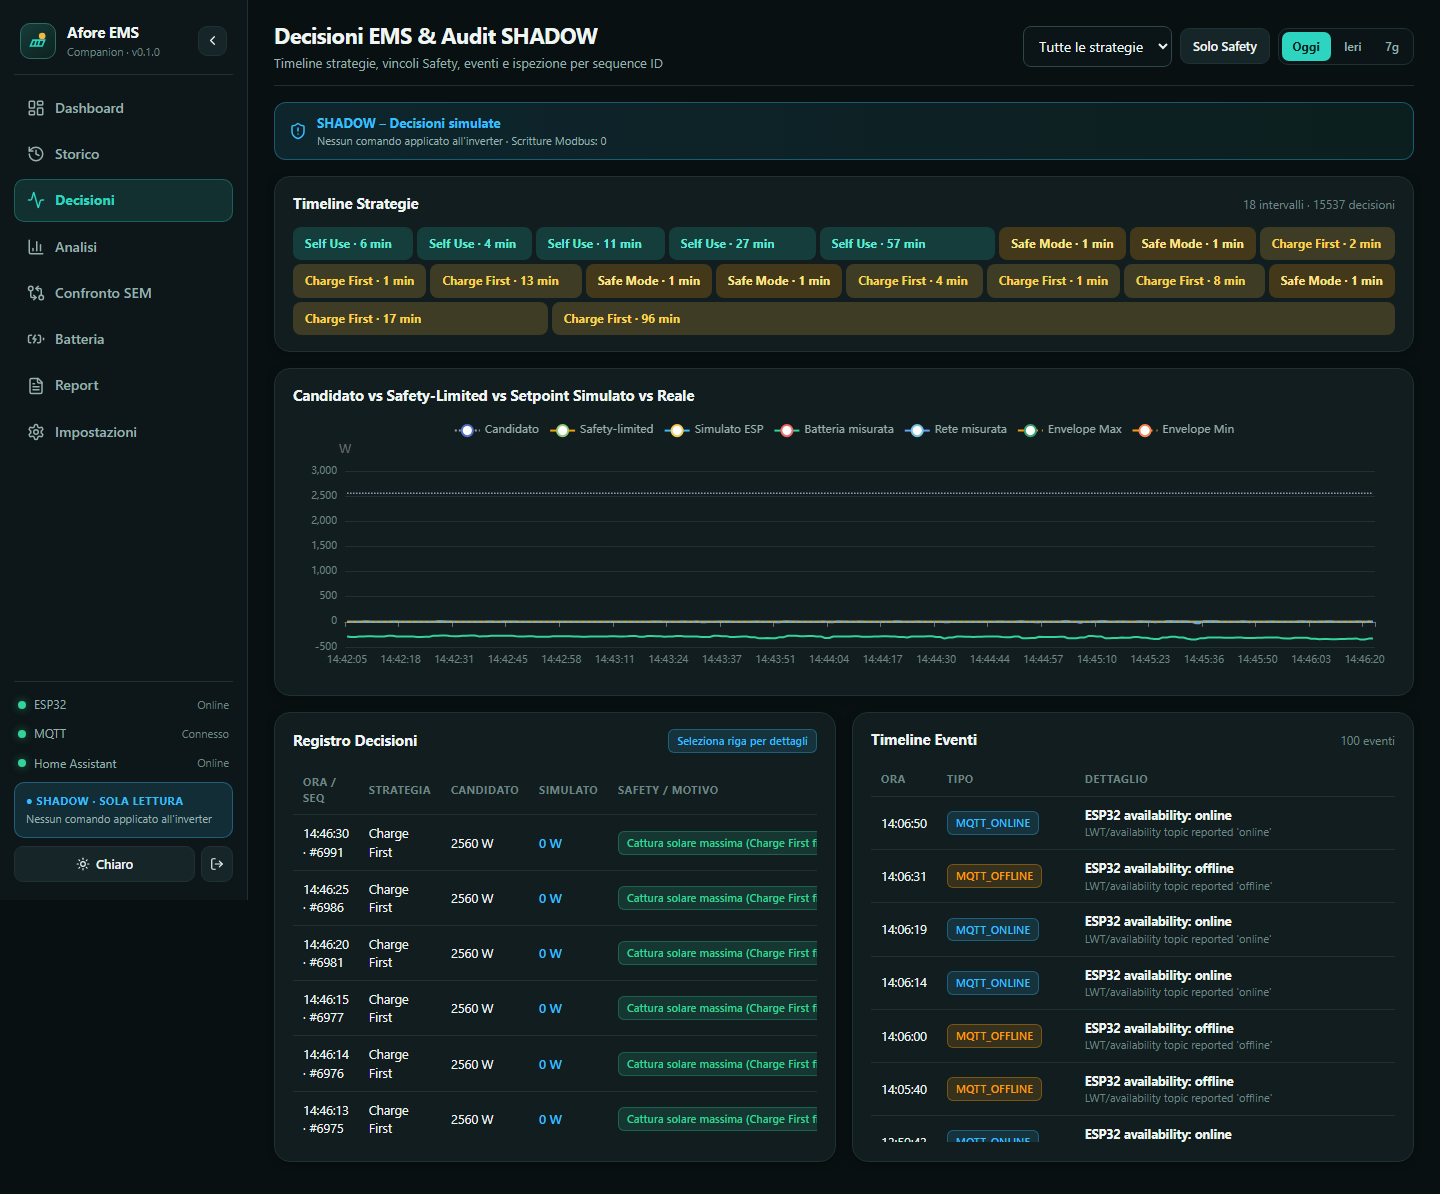 Afore EMS
Companion · v0.1.0
Dashboard
Storico
Decisioni
Analisi
Confronto SEM
Batteria
Report
Impostazioni
ESP32 Online
MQTT Connesso
Home Assistant Online
SHADOW · SOLA LETTURA
Nessun comando applicato all'inverter
Chiaro
Decisioni EMS & Audit SHADOW
Timeline strategie, vincoli Safety, eventi e ispezione per sequence ID
Tutte le strategie
Solo Safety
Oggi
Ieri
7g
SHADOW – Decisioni simulate
Nessun comando applicato all'inverter · Scritture Modbus: 0
Timeline Strategie
18 intervalli · 15537 decisioni
Self Use · 6 min
Self Use · 4 min
Self Use · 11 min
Self Use · 27 min
Self Use · 57 min
Safe Mode · 1 min
Safe Mode · 1 min
Charge First · 2 min
Charge First · 1 min
Charge First · 13 min
Safe Mode · 1 min
Safe Mode · 1 min
Charge First · 4 min
Charge First · 1 min
Charge First · 8 min
Safe Mode · 1 min
Charge First · 17 min
Charge First · 96 min
Candidato vs Safety-Limited vs Setpoint Simulato vs Reale
Candidato
Safety-limited
Simulato ESP
Batteria misurata
Rete misurata
Envelope Max
Envelope Min
W
3,000
2,500
2,000
1,500
1,000
500
0
-500
14:42:05 14:42:18 14:42:31 14:42:45 14:42:58 14:43:11 14:43:24 14:43:37 14:43:51 14:44:04 14:44:17 14:44:30 14:44:44 14:44:57 14:45:10 14:45:23 14:45:36 14:45:50 14:46:03 14:46:20
Registro Decisioni
Seleziona riga per dettagli
ORA / SEQ STRATEGIA CANDIDATO SIMULATO SAFETY / MOTIVO
14:46:30 · #6991 Charge First 2560 W 0 W Cattura solare massima (Charge First f
14:46:25 · #6986 Charge First 2560 W 0 W Cattura solare massima (Charge First f
14:46:20 · #6981 Charge First 2560 W 0 W Cattura solare massima (Charge First f
14:46:15 · #6977 Charge First 2560 W 0 W Cattura solare massima (Charge First f
14:46:14 · #6976 Charge First 2560 W 0 W Cattura solare massima (Charge First f
14:46:13 · #6975 Charge First 2560 W 0 W Cattura solare massima (Charge First f
Timeline Eventi
100 eventi
ORA TIPO DETTAGLIO
14:06:50 MQTT_ONLINE ESP32 availability: online
LWT/availability topic reported 'online'
14:06:31 MQTT_OFFLINE ESP32 availability: offline
LWT/availability topic reported 'offline'
14:06:19 MQTT_ONLINE ESP32 availability: online
LWT/availability topic reported 'online'
14:06:14 MQTT_ONLINE ESP32 availability: online
LWT/availability topic reported 'online'
14:06:00 MQTT_OFFLINE ESP32 availability: offline
LWT/availability topic reported 'offline'
14:05:40 MQTT_OFFLINE ESP32 availability: offline
LWT/availability topic reported 'offline'
MQTT_ONLINE ESP32 availability: online